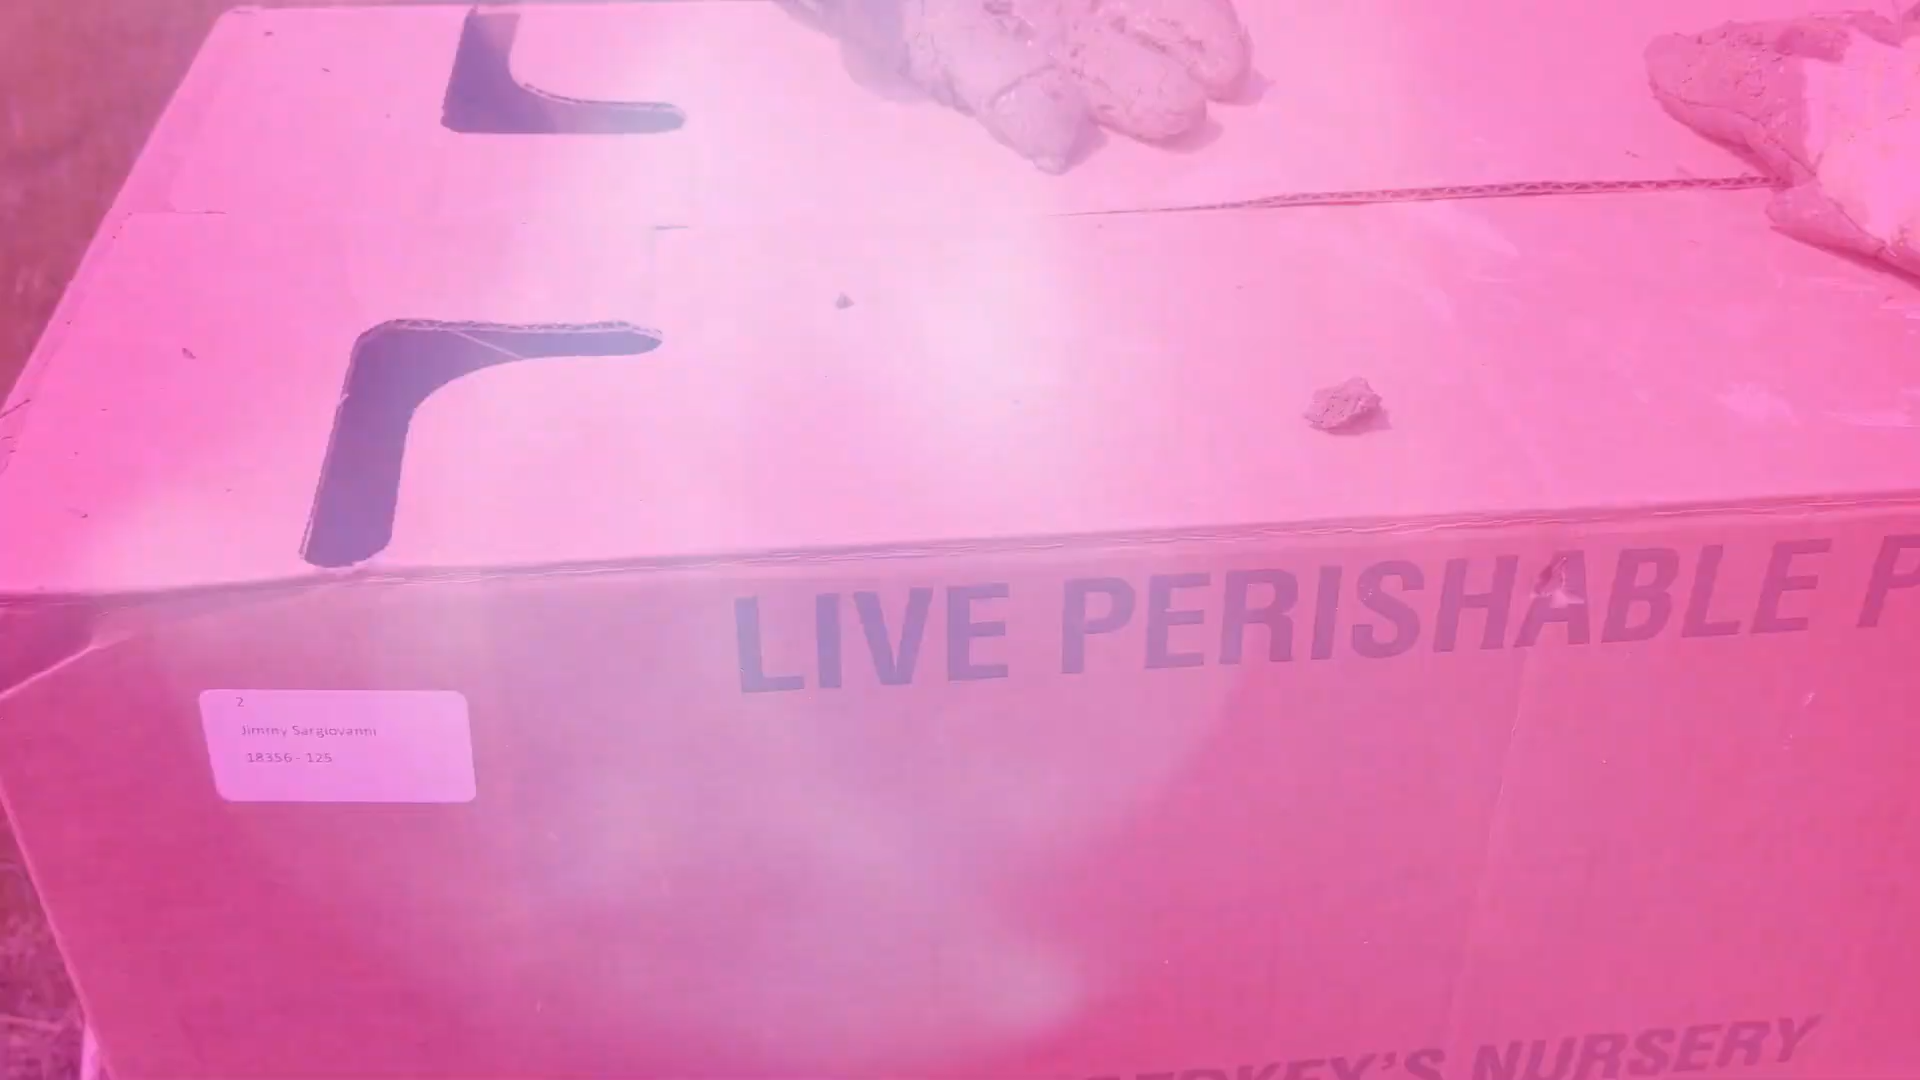 LIVE PERISHABLE P
2
Jimmy Sargiovanni
18356 - 125
NURSERY